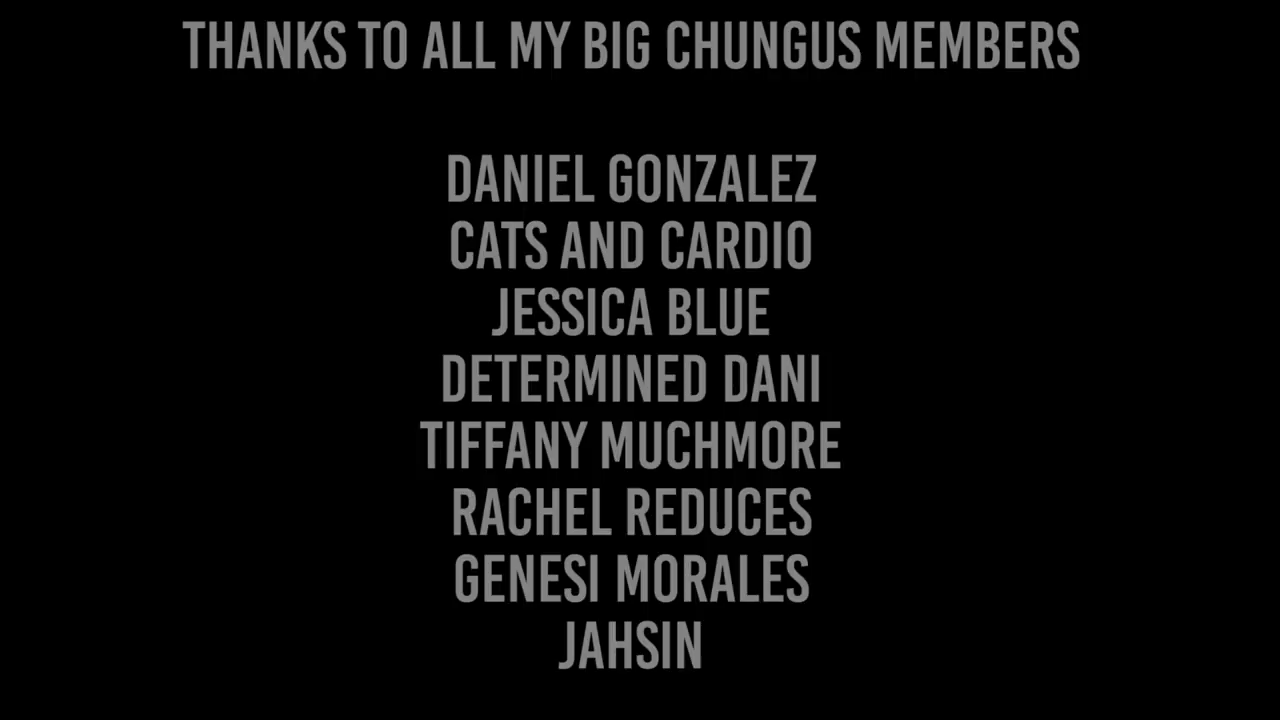 THANKS TO ALL MY BIG CHUNGUS MEMBERS
DANIEL GONZALEZ
CATS AND CARDIO
JESSICA BLUE
DETERMINED DANI
TIFFANY MUCHMORE
RACHEL REDUCES
GENESI MORALES
JAHSIN